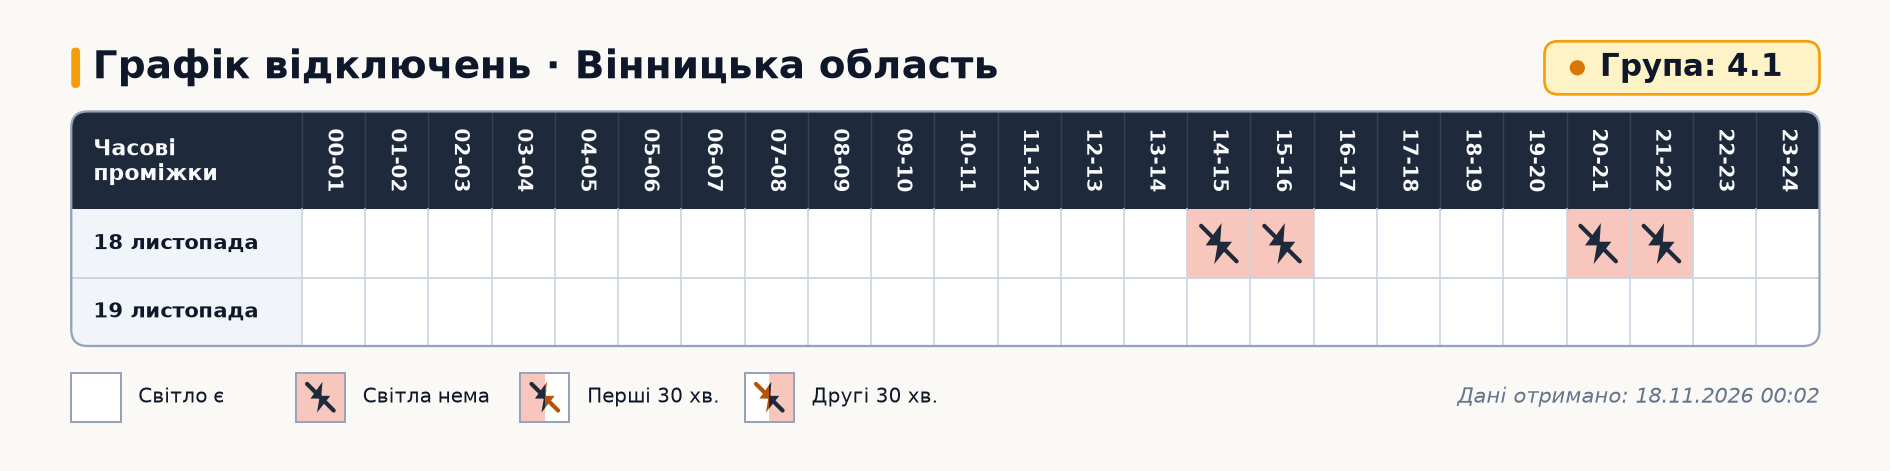 Графік відключень · Вінницька область
Група: 4.1
Часові
проміжки
00-01
01-02
02-03
03-04
04-05
05-06
06-07
07-08
08-09
09-10
10-11
11-12
12-13
13-14
14-15
15-16
16-17
17-18
18-19
19-20
20-21
21-22
22-23
23-24
18 листопада
19 листопада
Світло є
Світла нема
Перші 30 хв.
Другі 30 хв.
Дані отримано: 18.11.2026 00:02